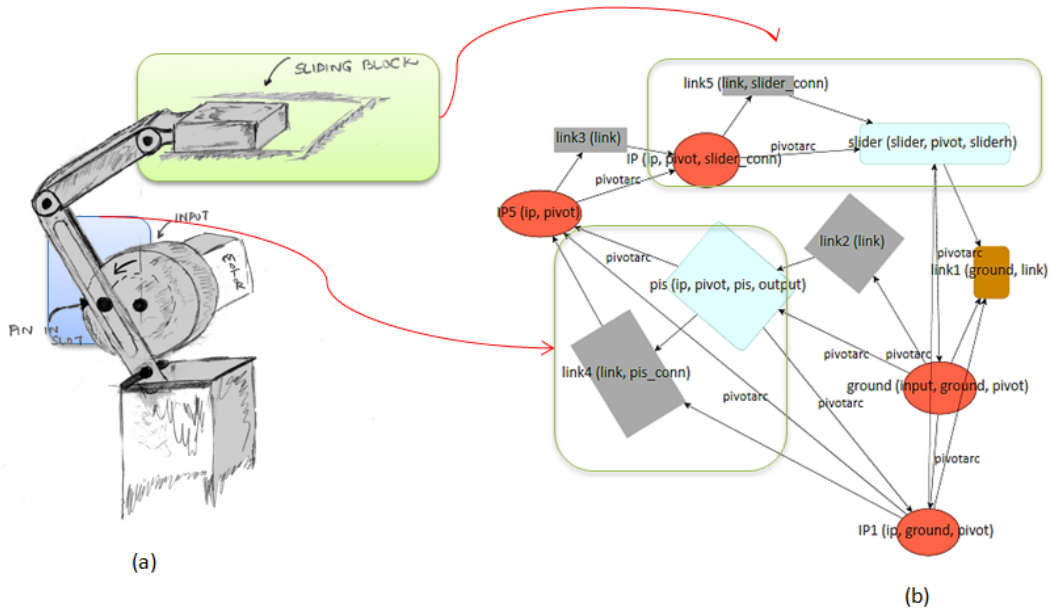 SLIDING BLOCK
INPUT
PIN IN
SLOT
(a)
link5 (link, slider_conn)
link3 (link)
pivotarc
slider (slider, pivot, sliderh)
IP (ip, pivot, slider_conn)
pivotarc
IP5 (ip, pivot)
link2 (link)
pivotarc
pivotarc
link1 (ground, link)
pis (ip, pivot, pis, output)
pivotarc
pivotarc
link4 (link, pis_conn)
ground (input, ground, pivot)
pivotarc
pivotarc
pivotarc
IP1 (ip, ground, pivot)
(b)